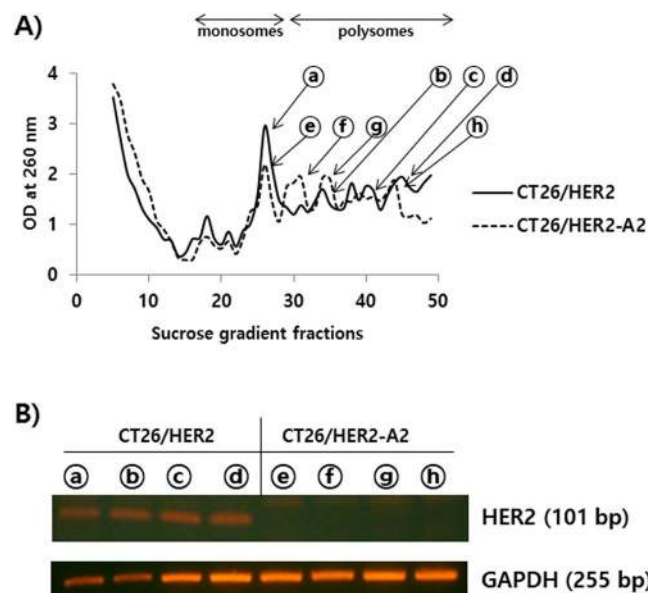 A)
monosomes polysomes
4
3
2
1
0
OD at 260 nm
a b c d
e f g h
CT26/HER2
CT26/HER2-A2
0 10 20 30 40 50
Sucrose gradient fractions
B)
CT26/HER2 CT26/HER2-A2
a b c d e f g h
HER2 (101 bp)
GAPDH (255 bp)